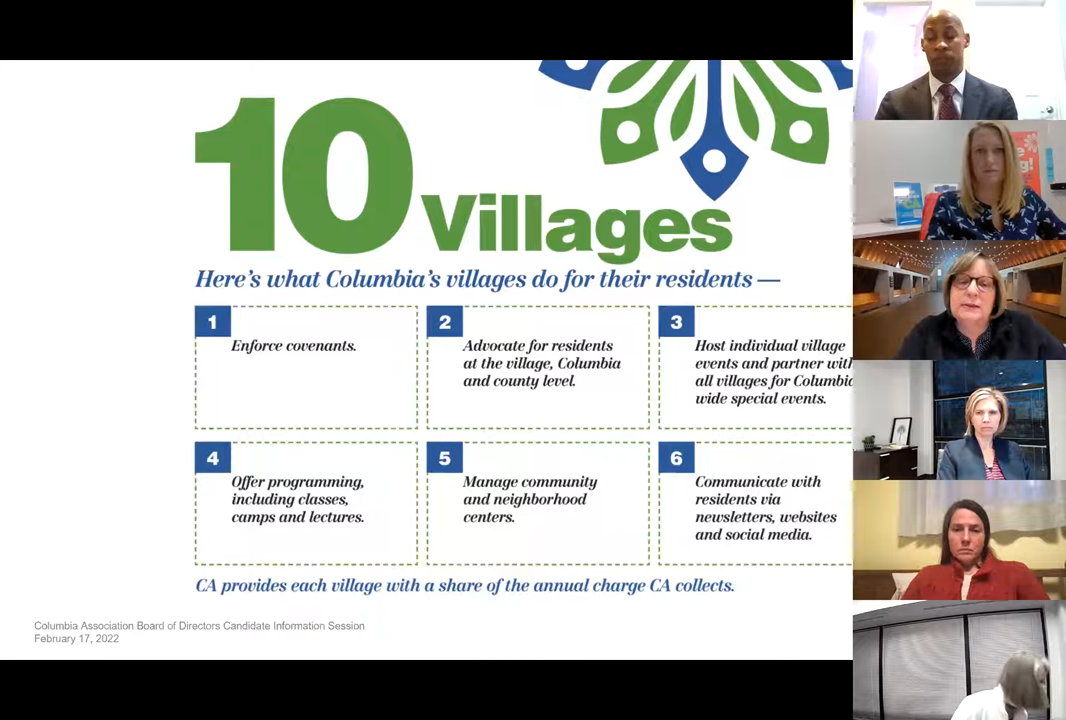 10 Villages
Here's what Columbia's villages do for their residents —
1
Enforce covenants.
2
Advocate for residents
at the village, Columbia
and county level.
3
Host individual village
events and partner with
all villages for Columbia
wide special events.
4
Offer programming,
including classes,
camps and lectures.
5
Manage community
and neighborhood
centers.
6
Communicate with
residents via
newsletters, websites
and social media.
CA provides each village with a share of the annual charge CA collects.
Columbia Association Board of Directors Candidate Information Session
February 17, 2022